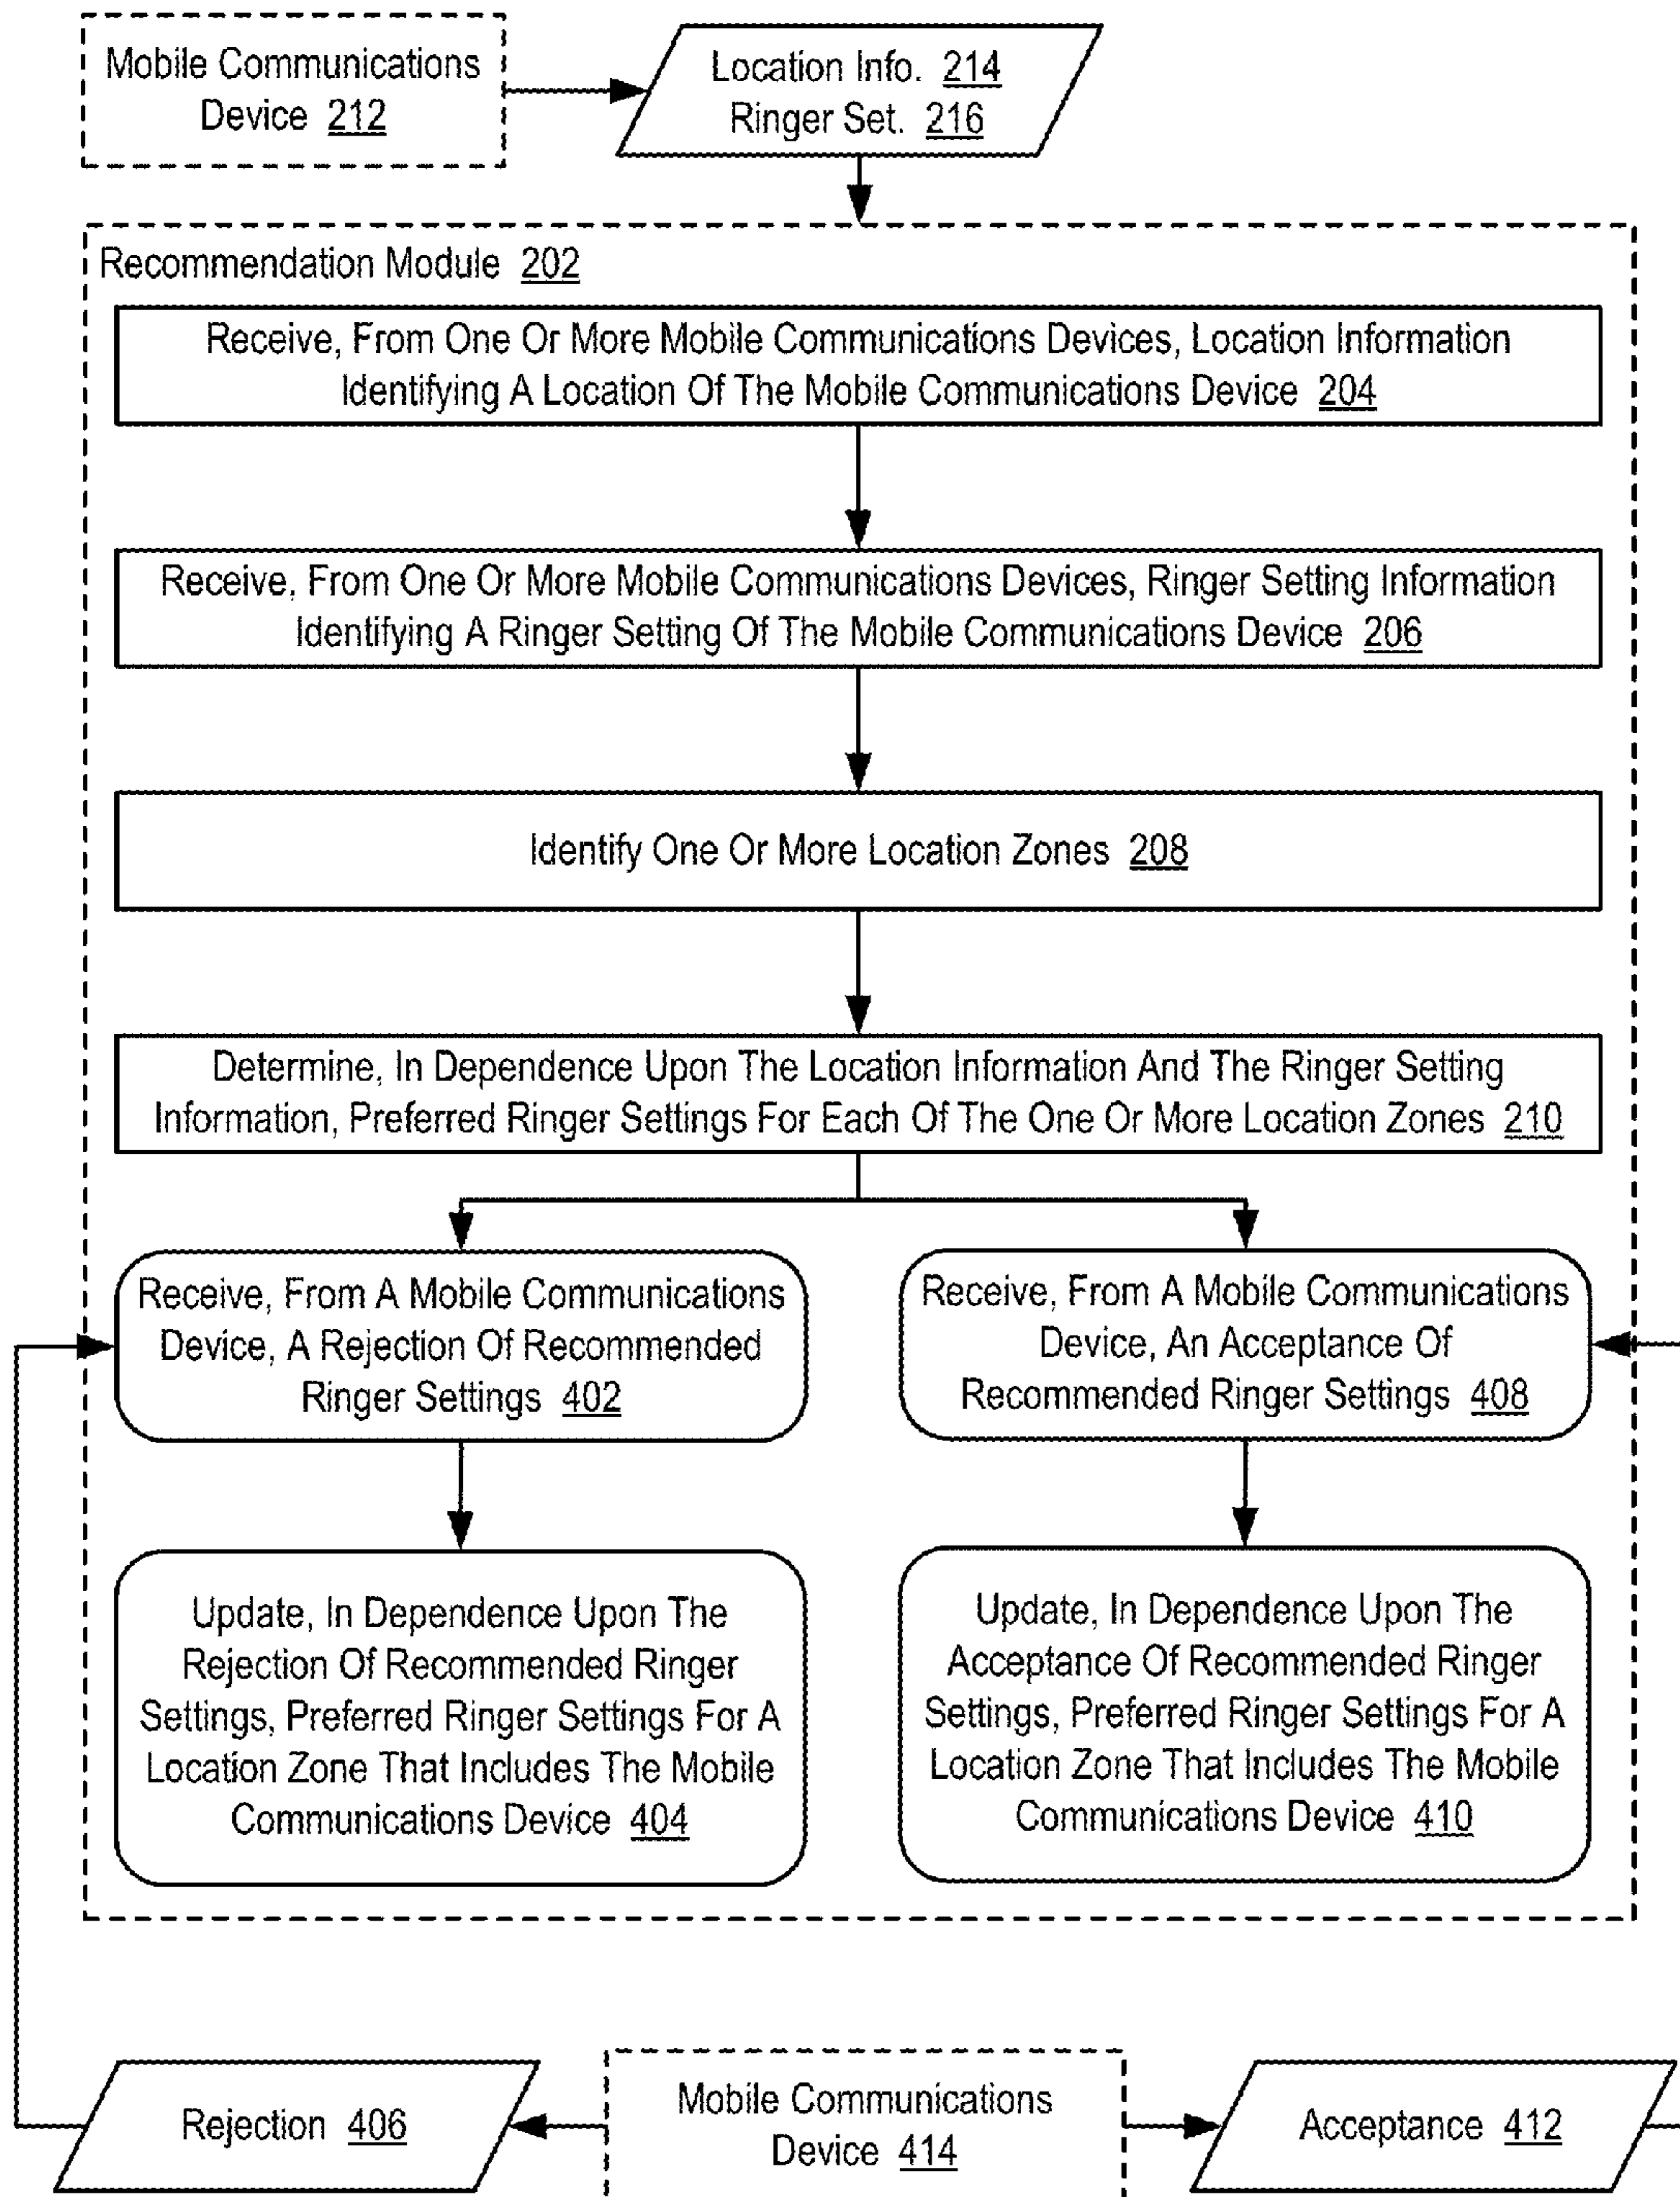 Mobile Communications
Device 212
Location Info. 214
Ringer Set. 216
Recommendation Module 202
Receive, From One Or More Mobile Communications Devices, Location Information
Identifying A Location Of The Mobile Communications Device 204
Receive, From One Or More Mobile Communications Devices, Ringer Setting Information
Identifying A Ringer Setting Of The Mobile Communications Device 206
Identify One Or More Location Zones 208
Determine, In Dependence Upon The Location Information And The Ringer Setting
Information, Preferred Ringer Settings For Each Of The One Or More Location Zones 210
Receive, From A Mobile Communications
Device, A Rejection Of Recommended
Ringer Settings 402
Receive, From A Mobile Communications
Device, An Acceptance Of
Recommended Ringer Settings 408
Update, In Dependence Upon The
Rejection Of Recommended Ringer
Settings, Preferred Ringer Settings For A
Location Zone That Includes The Mobile
Communications Device 404
Update, In Dependence Upon The
Acceptance Of Recommended Ringer
Settings, Preferred Ringer Settings For A
Location Zone That Includes The Mobile
Communications Device 410
Rejection 406
Mobile Communications
Device 414
Acceptance 412